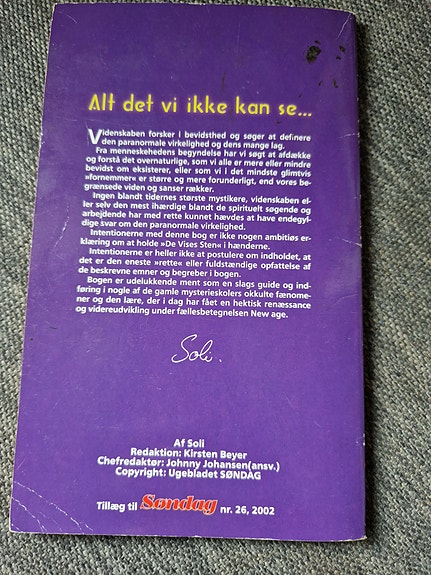 Alt det vi ikke kan se...
Videnskaben forsker i bevidsthed og søger at definere
den paranormale virkelighed og dens mange lag.
Fra menneskehedens begyndelse har vi søgt at afdække
og forstå det overnaturlige, som vi alle er mere eller mindre
bevidst om eksisterer, eller som vi i det mindste glimtvis
»fornemmer« er større og mere forunderligt, end vores be-
grænsede viden og sanser rækker.
Ingen blandt tidernes største mystikere, videnskaben el-
ler selv den mest ihærdige blandt de spirituelt søgende og
arbejdende har med rette kunnet hævdes at have endegyl-
dige svar om den paranormale virkelighed.
Intentionerne med denne bog er ikke nogen ambitiøs er-
klæring om at holde »De Vises Sten« i hænderne.
Intentionerne er heller ikke at postulere om indholdet, at
det er den eneste »rette« eller fuldstændige opfattelse af
de beskrevne emner og begreber i bogen.
Bogen er udelukkende ment som en slags guide og ind-
føring i nogle af de gamle mysterieskolers okkulte fænome-
ner og den lære, der i dag har fået en hektisk renæssance
og videreudvikling under fællesbetegnelsen New age.
Soli.
Af Soli
Redaktion: Kirsten Beyer
Chefredaktør: Johnny Johansen(ansv.)
Copyright: Ugebladet SØNDAG
Tillæg til Søndag nr. 26, 2002